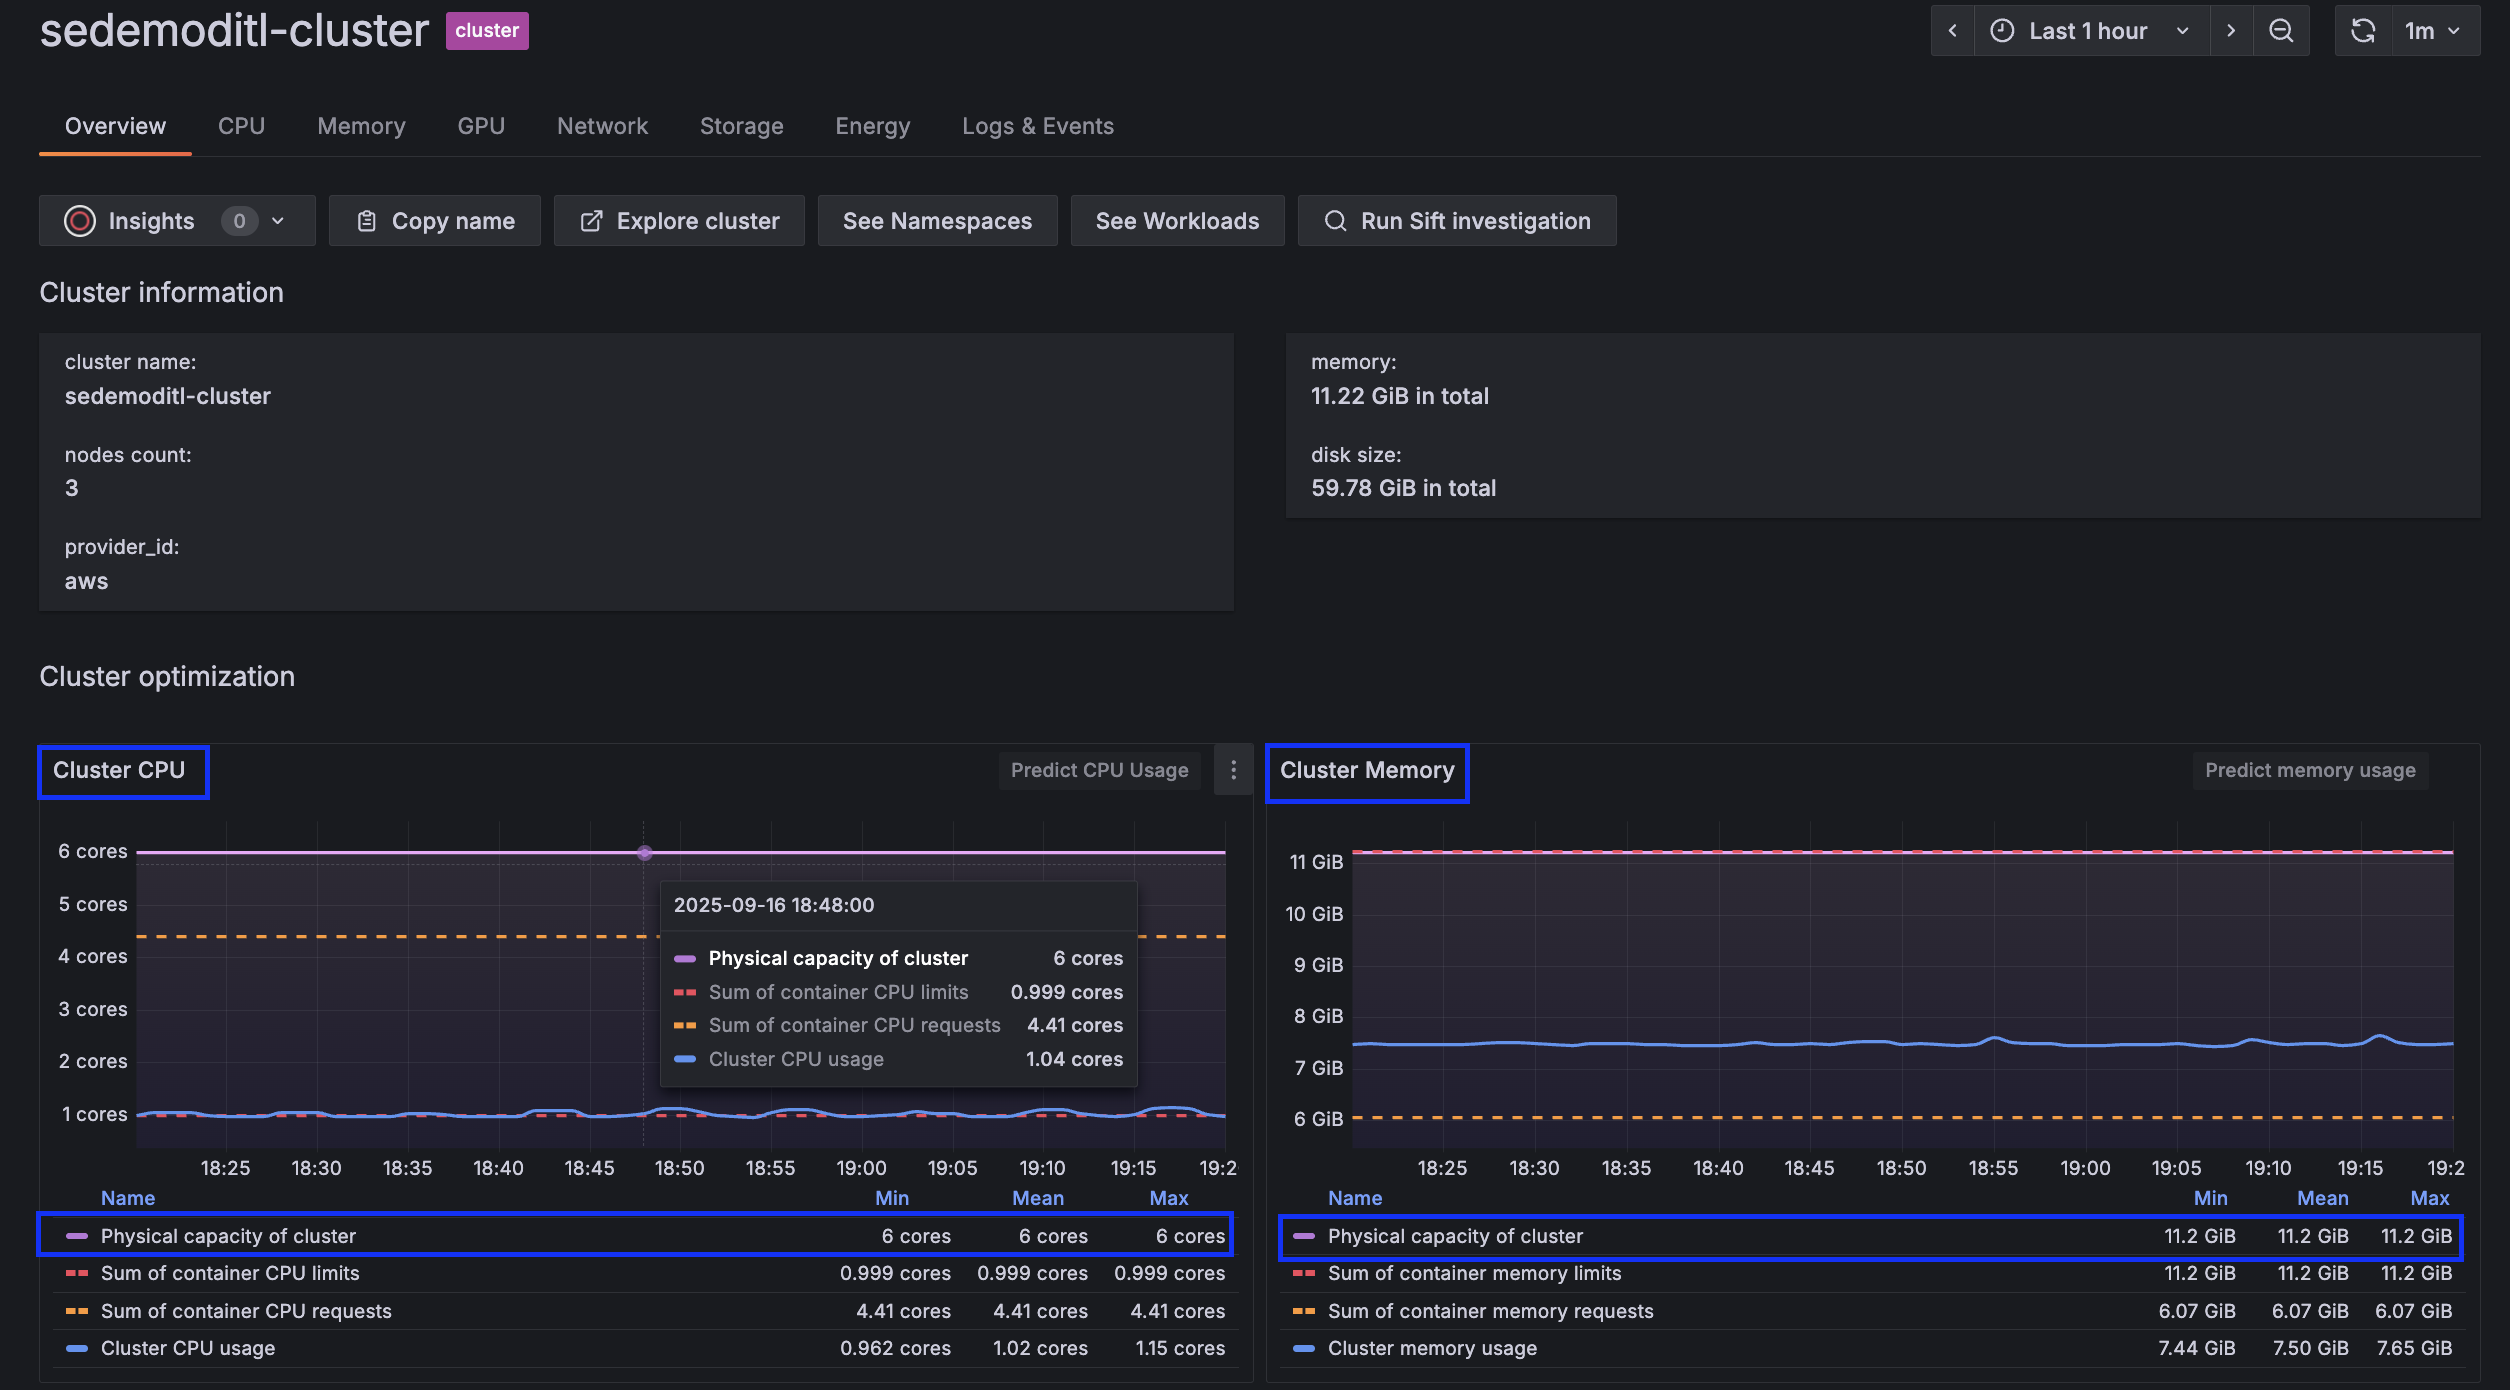 sedemoditl-cluster cluster
Last 1 hour 1m
Overview CPU Memory GPU Network Storage Energy Logs & Events
Insights 0 Copy name Explore cluster See Namespaces See Workloads Run Sift investigation
Cluster information
cluster name:
sedemoditl-cluster
nodes count:
3
provider_id:
aws
memory:
11.22 GiB in total
disk size:
59.78 GiB in total
Cluster optimization
Cluster CPU Predict CPU Usage
6 cores
5 cores
4 cores
3 cores
2 cores
1 cores
2025-09-16 18:48:00
Physical capacity of cluster 6 cores
Sum of container CPU limits 0.999 cores
Sum of container CPU requests 4.41 cores
Cluster CPU usage 1.04 cores
18:25 18:30 18:35 18:40 18:45 18:50 18:55 19:00 19:05 19:10 19:15 19:2
Name Min Mean Max
Physical capacity of cluster 6 cores 6 cores 6 cores
Sum of container CPU limits 0.999 cores 0.999 cores 0.999 cores
Sum of container CPU requests 4.41 cores 4.41 cores 4.41 cores
Cluster CPU usage 0.962 cores 1.02 cores 1.15 cores
Cluster Memory Predict memory usage
11 GiB
10 GiB
9 GiB
8 GiB
7 GiB
6 GiB
18:25 18:30 18:35 18:40 18:45 18:50 18:55 19:00 19:05 19:10 19:15 19:2
Name Min Mean Max
Physical capacity of cluster 11.2 GiB 11.2 GiB 11.2 GiB
Sum of container memory limits 11.2 GiB 11.2 GiB 11.2 GiB
Sum of container memory requests 6.07 GiB 6.07 GiB 6.07 GiB
Cluster memory usage 7.44 GiB 7.50 GiB 7.65 GiB